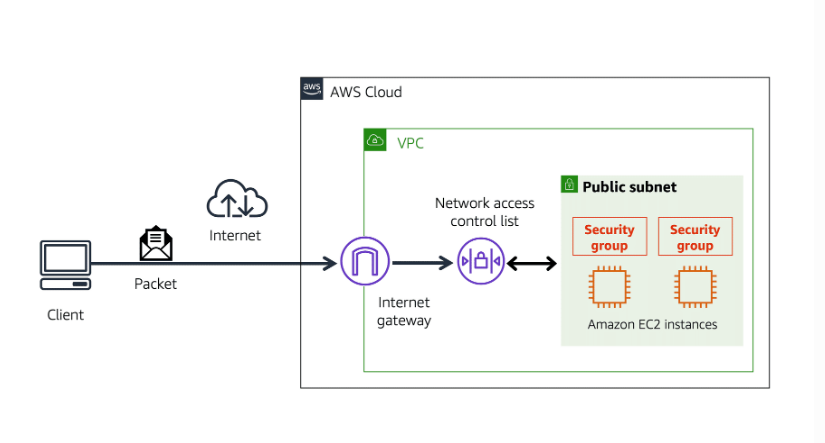 aws
AWS Cloud
VPC
Public subnet
Network access
control list
Security
group
Security
group
Internet
Packet
Internet
gateway
Client
Amazon EC2 instances